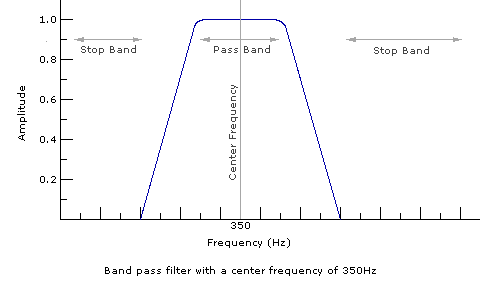 1.0
Stop Band
Pass Band
Stop Band
0.8
0.6
0.4
0.2
Amplitude
Center Frequency
350
Frequency (Hz)
Band pass filter with a center frequency of 350Hz